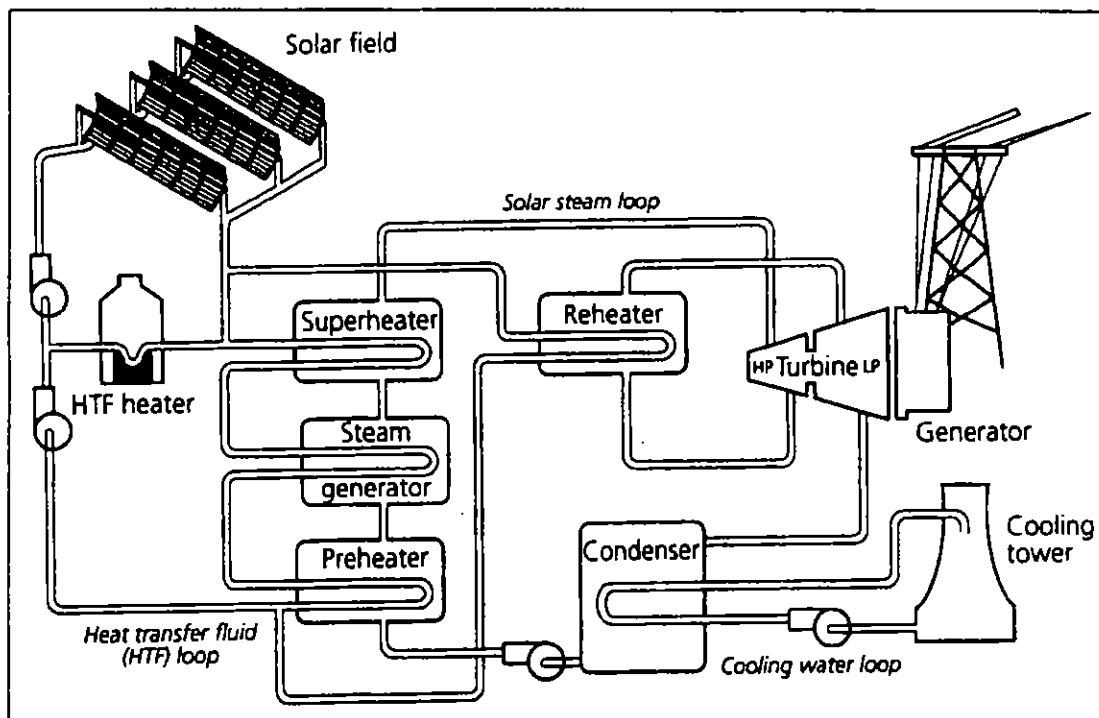 Solar field
Solar steam loop
Superheater
Reheater
HP Turbine LP
HTF heater
Generator
Steam
generator
Preheater
Condenser
Cooling
tower
Heat transfer fluid
(HTF) loop
Cooling water loop